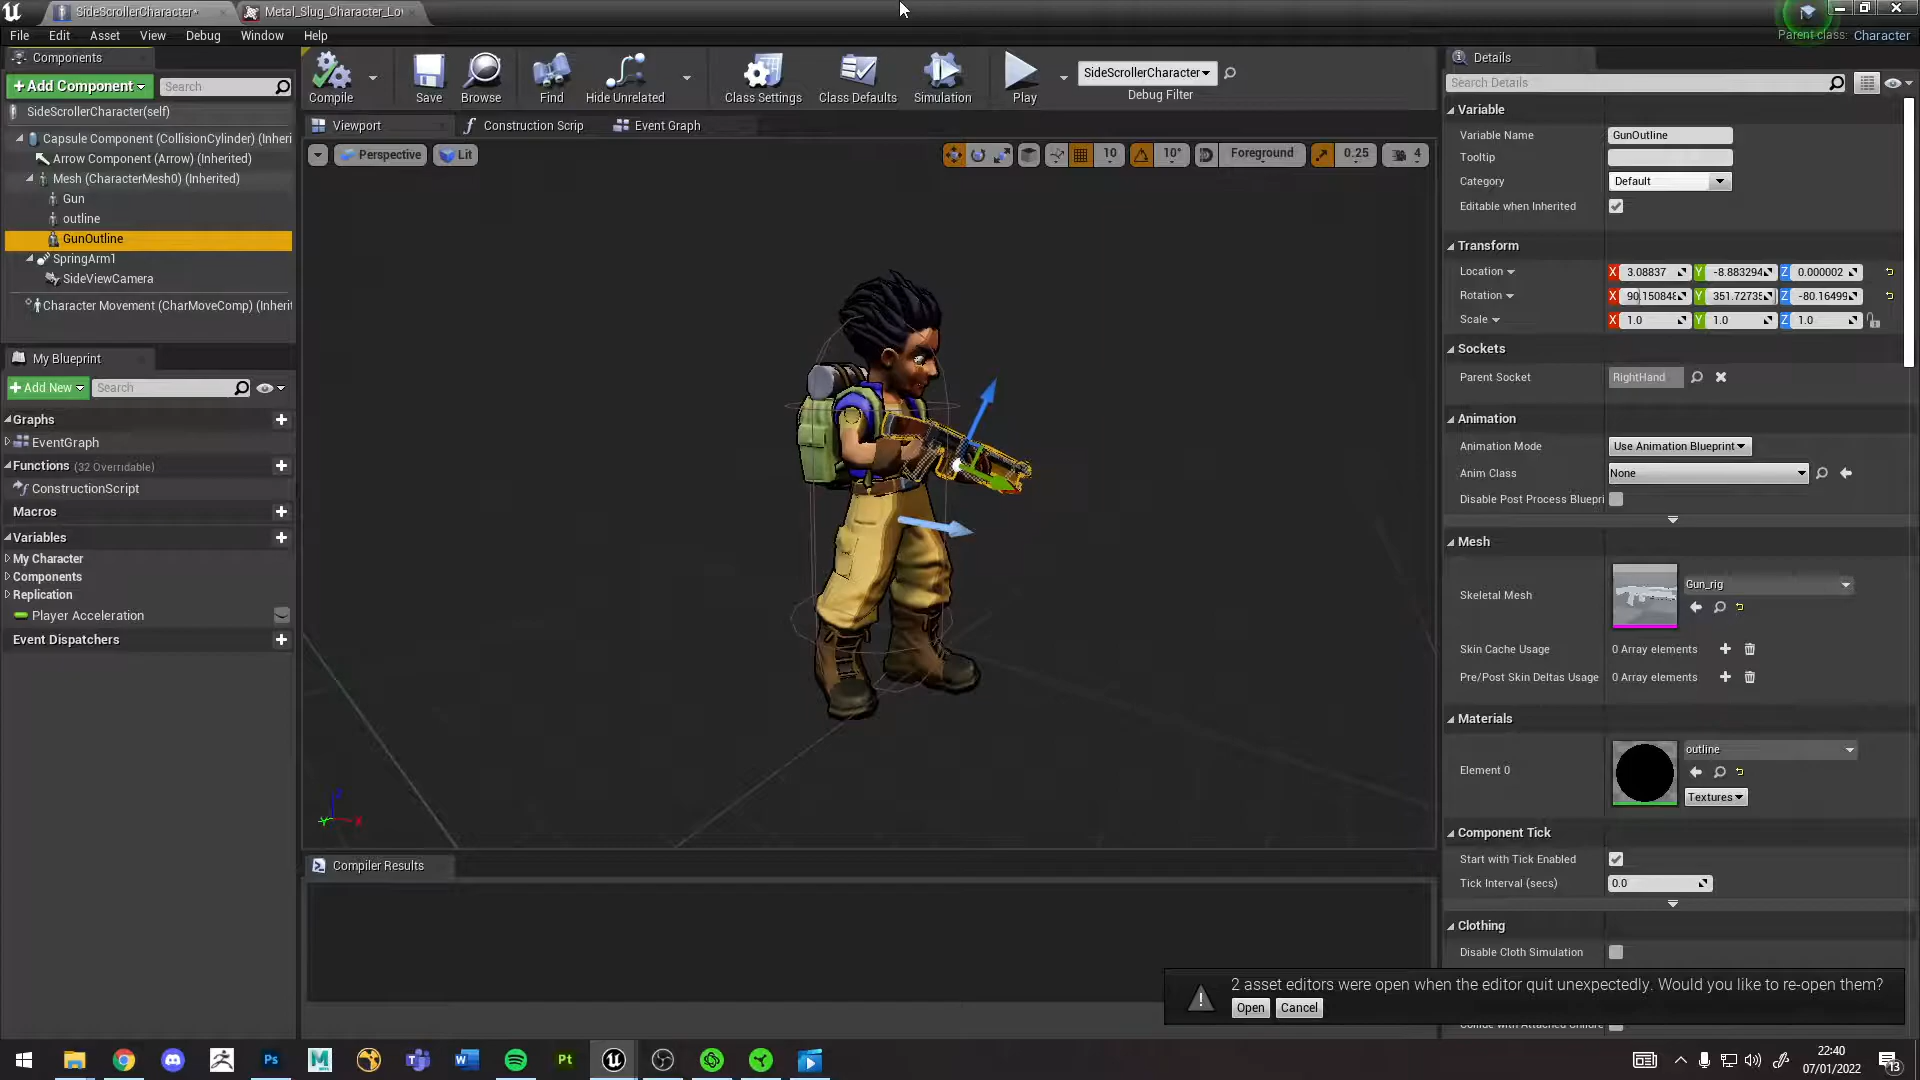 SideScrollerCharacter*
Metal_Slug_Character_Lo
Parent class: Character
File Edit Asset View Debug Window Help
Components
+Add Component
Search
SideScrollerCharacter(self)
Capsule Component (CollisionCylinder) (Inheri
Arrow Component (Arrow) (Inherited)
Mesh (CharacterMesh0) (Inherited)
Gun
outline
GunOutline
SpringArm1
SideViewCamera
Character Movement (CharMoveComp) (Inherit
My Blueprint
+Add New
Search
Graphs
EventGraph
Functions (32 Overridable)
ConstructionScript
Macros
Variables
My Character
Components
Replication
Player Acceleration
Event Dispatchers
Compile
Save
Browse
Find
Hide Unrelated
Class Settings
Class Defaults
Simulation
Play
SideScrollerCharacter
Debug Filter
Viewport
Construction Scrip
Event Graph
Perspective
Lit
10
10°
Foreground
0.25
4
Compiler Results
Details
Search Details
Variable
Variable Name GunOutline
Tooltip
Category Default
Editable when Inherited
Transform
Location X 3.08837 Y -8.883294 Z 0.000002
Rotation X 90.150848 Y 351.72735 Z -80.16499
Scale X 1.0 Y 1.0 Z 1.0
Sockets
Parent Socket RightHand
Animation
Animation Mode Use Animation Blueprint
Anim Class None
Disable Post Process Bluepri
Mesh
Skeletal Mesh Gun_rig
Skin Cache Usage 0 Array elements
Pre/Post Skin Deltas Usage 0 Array elements
Materials
Element 0 outline
Textures
Component Tick
Start with Tick Enabled
Tick Interval (secs) 0.0
Clothing
Disable Cloth Simulation
2 asset editors were open when the editor quit unexpectedly. Would you like to re-open them?
Open Cancel
Collide with Attached Childre
Ps
Pt
22:40
07/01/2022
13